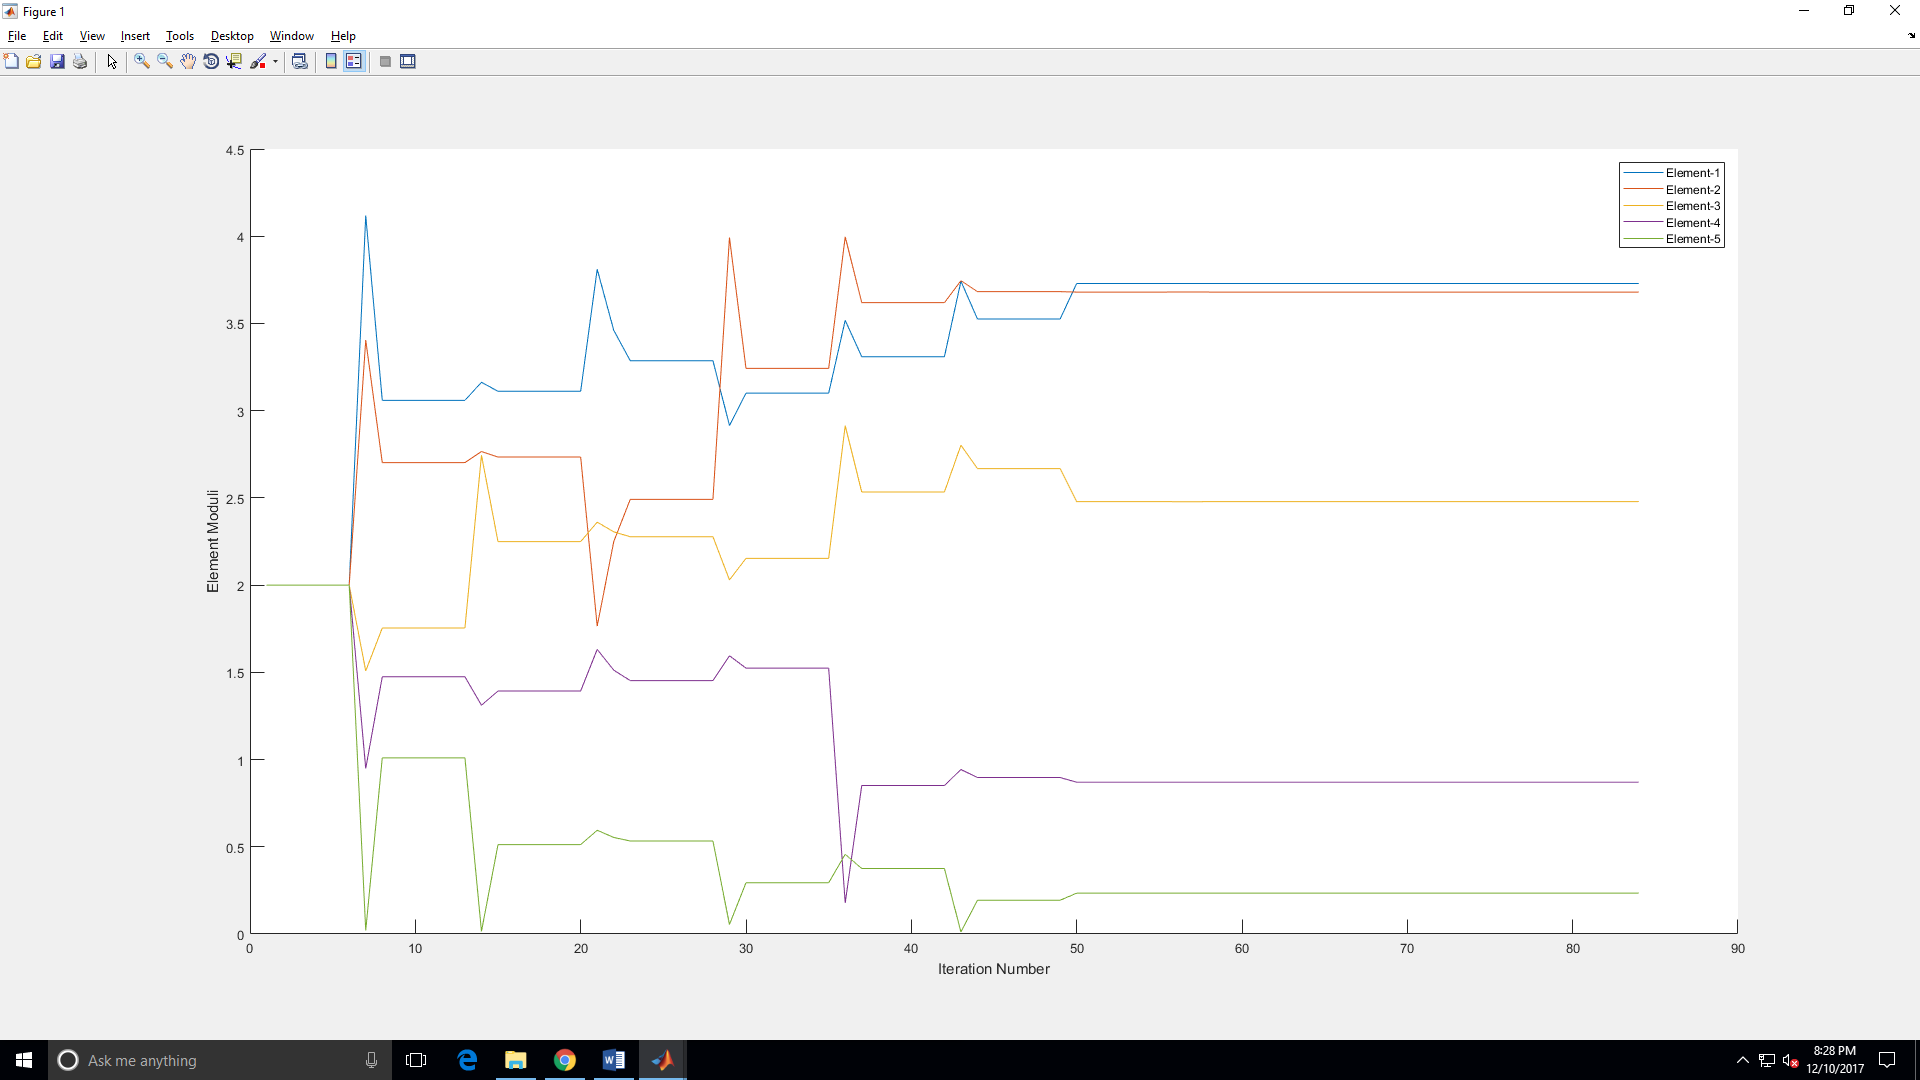 Figure 1
File Edit View Insert Tools Desktop Window Help
4.5
4
3.5
3
2.5
2
1.5
1
0.5
0
Element Moduli
Element-1
Element-2
Element-3
Element-4
Element-5
0 10 20 30 40 50 60 70 80 90
Iteration Number
Ask me anything
8:28 PM
12/10/2017